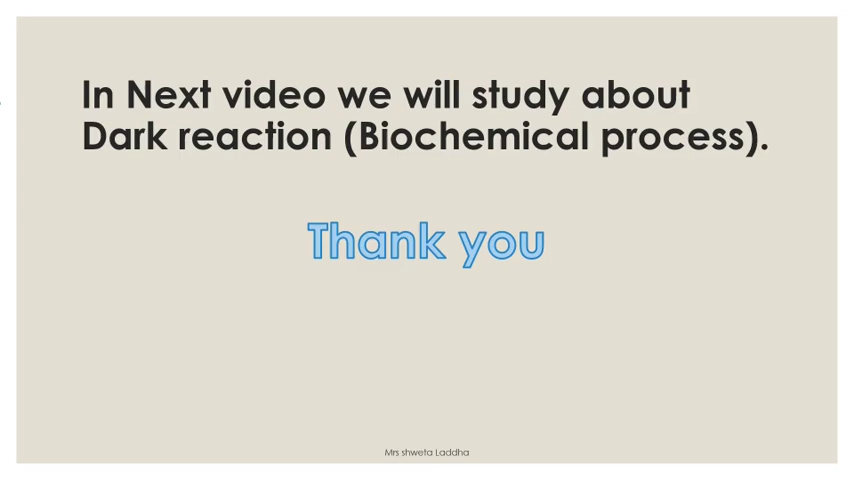 In Next video we will study about
Dark reaction (Biochemical process).
Thank you
Mrs shweta Laddha